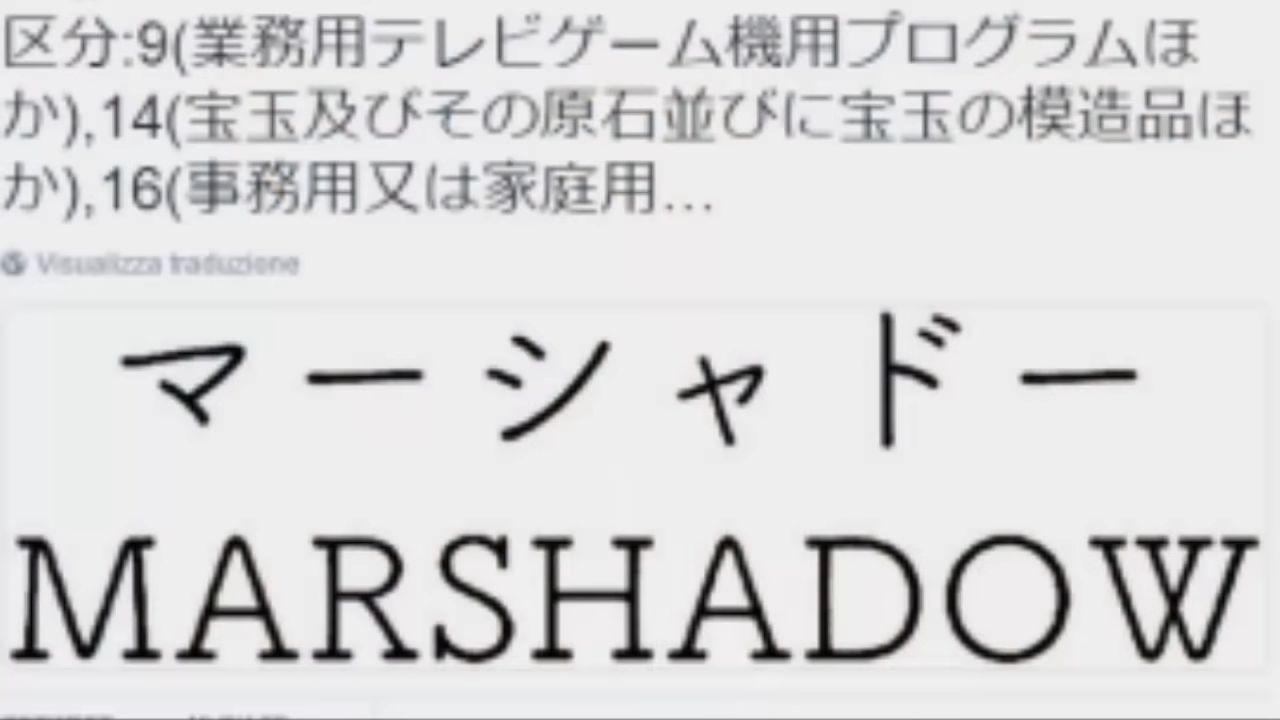 区分:9(業務用テレビゲーム機用プログラムほ
か),14(宝玉及びその原石並びに宝玉の模造品ほ
か),16(事務用又は家庭用…
Visualizza traduzione
マーシャドー
MARSHADOW